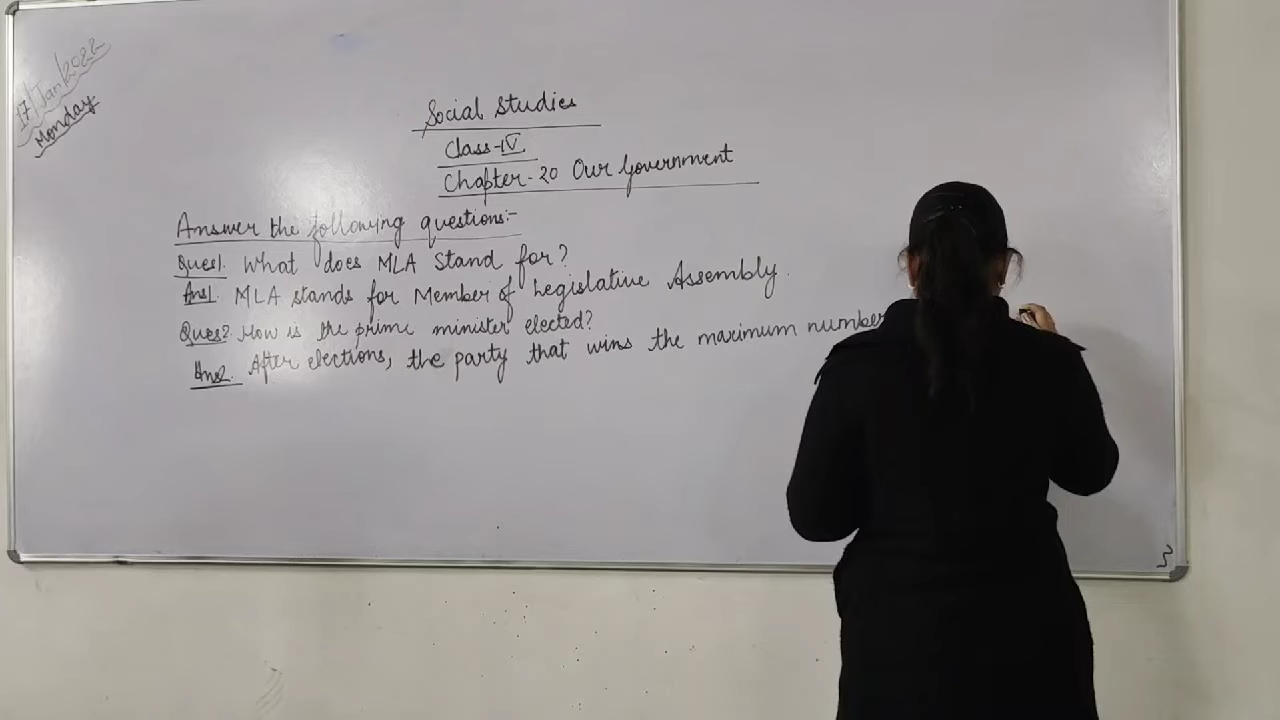 17/Jan/2022
Monday
Social Studies
Class-IV
Chapter-20 Our Government
Answer the following questions:-
Ques1. What does MLA Stand for?
Ans1. MLA stands for Member of Legislative Assembly.
Ques2. How is the prime minister elected?
Ans2. After elections, the party that wins the maximum number